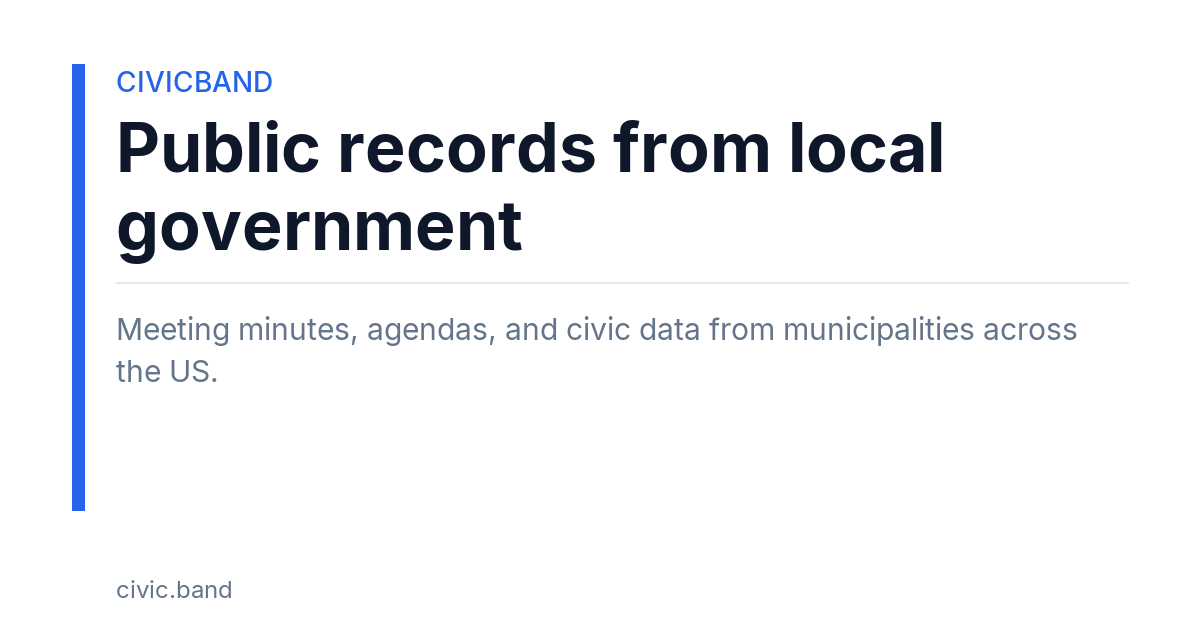 CIVICBAND
Public records from local
government
Meeting minutes, agendas, and civic data from municipalities across
the US.
civic.band